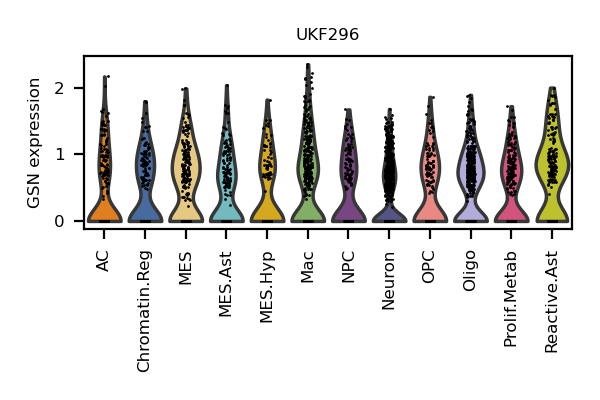 UKF296
GSN expression
2
1
0
AC
Chromatin.Reg
MES
MES.Ast
MES.Hyp
Mac
NPC
Neuron
OPC
Oligo
Prolif.Metab
Reactive.Ast